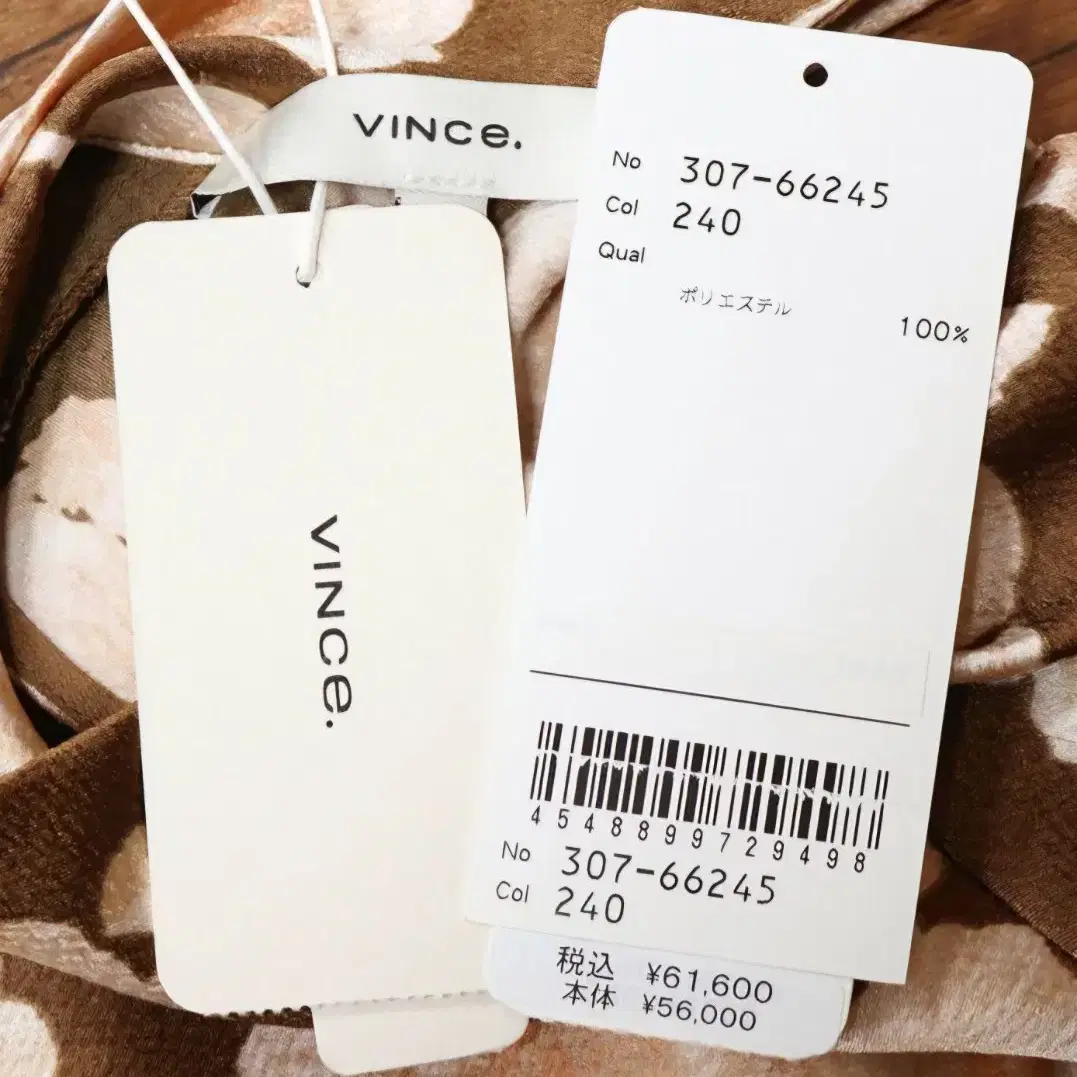 VINCE.
VINCE.
No 307-66245
Col 240
Qual
ポリエステル 100%
4548899729498
No 307-66245
Col 240
税込 ¥61,600
本体 ¥56,000